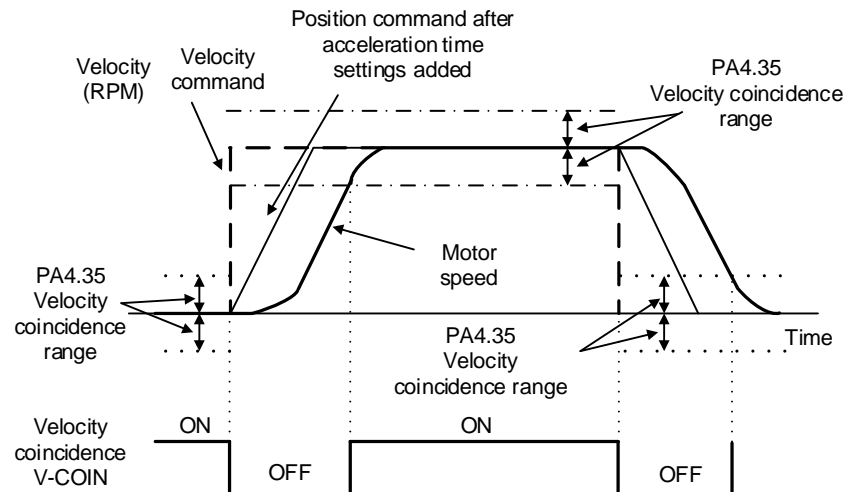 Position command after
acceleration time
settings added
Velocity
(RPM)
Velocity
command
PA4.35
Velocity coincidence
range
Motor
speed
PA4.35
Velocity
coincidence
range
PA4.35
Velocity
coincidence range
Time
Velocity
coincidence
V-COIN
ON
OFF
ON
OFF